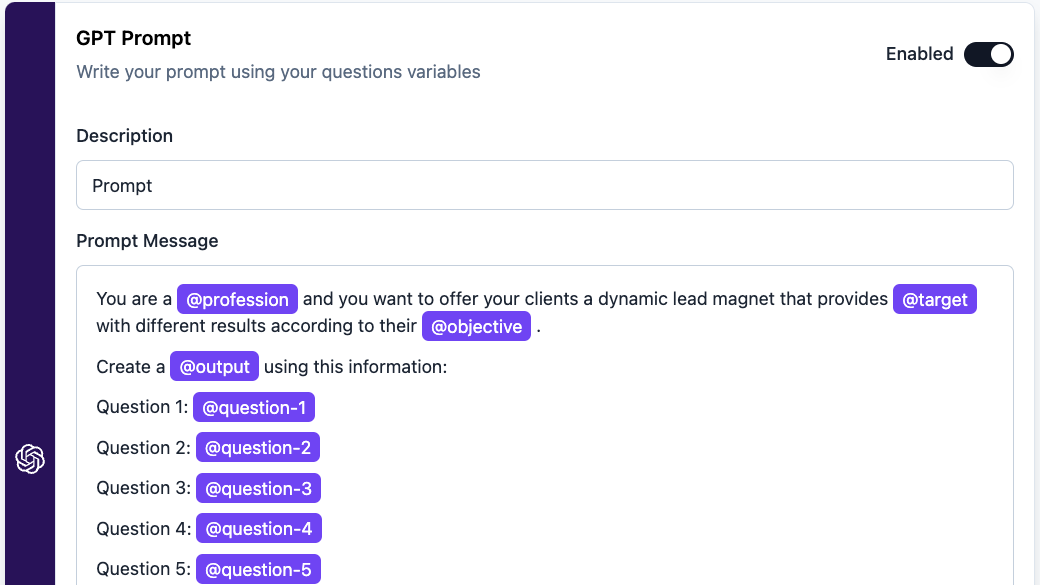 GPT Prompt
Write your prompt using your questions variables
Enabled
Description
Prompt
Prompt Message
You are a @profession and you want to offer your clients a dynamic lead magnet that provides @target
with different results according to their @objective .
Create a @output using this information:
Question 1: @question-1
Question 2: @question-2
Question 3: @question-3
Question 4: @question-4
Question 5: @question-5